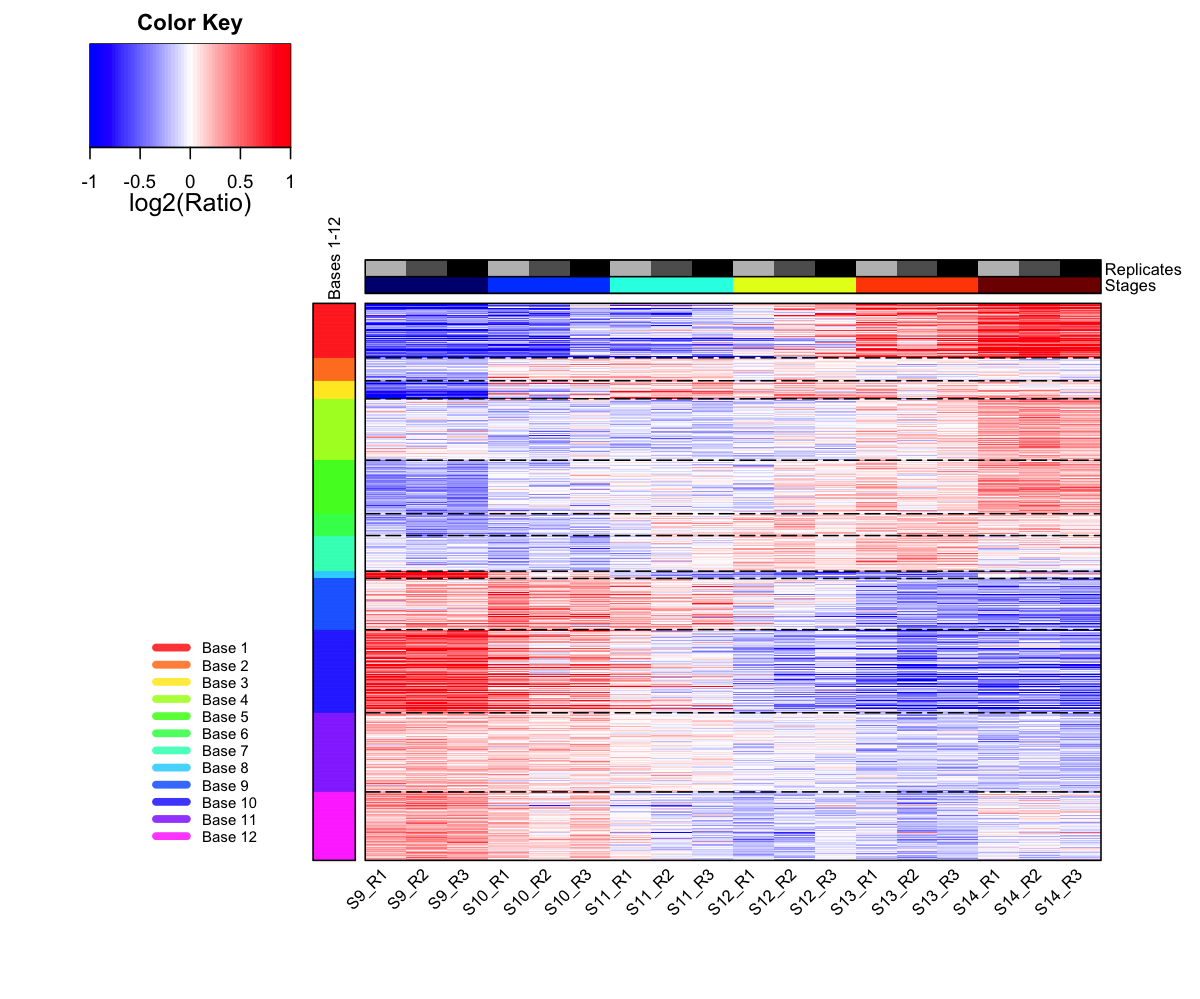 Color Key
-1 -0.5 0 0.5 1
log2(Ratio)
Bases 1-12
Replicates
Stages
Base 1
Base 2
Base 3
Base 4
Base 5
Base 6
Base 7
Base 8
Base 9
Base 10
Base 11
Base 12
S9_R1 S9_R2 S9_R3 S10_R1 S10_R2 S10_R3 S11_R1 S11_R2 S11_R3 S12_R1 S12_R2 S12_R3 S13_R1 S13_R2 S13_R3 S14_R1 S14_R2 S14_R3